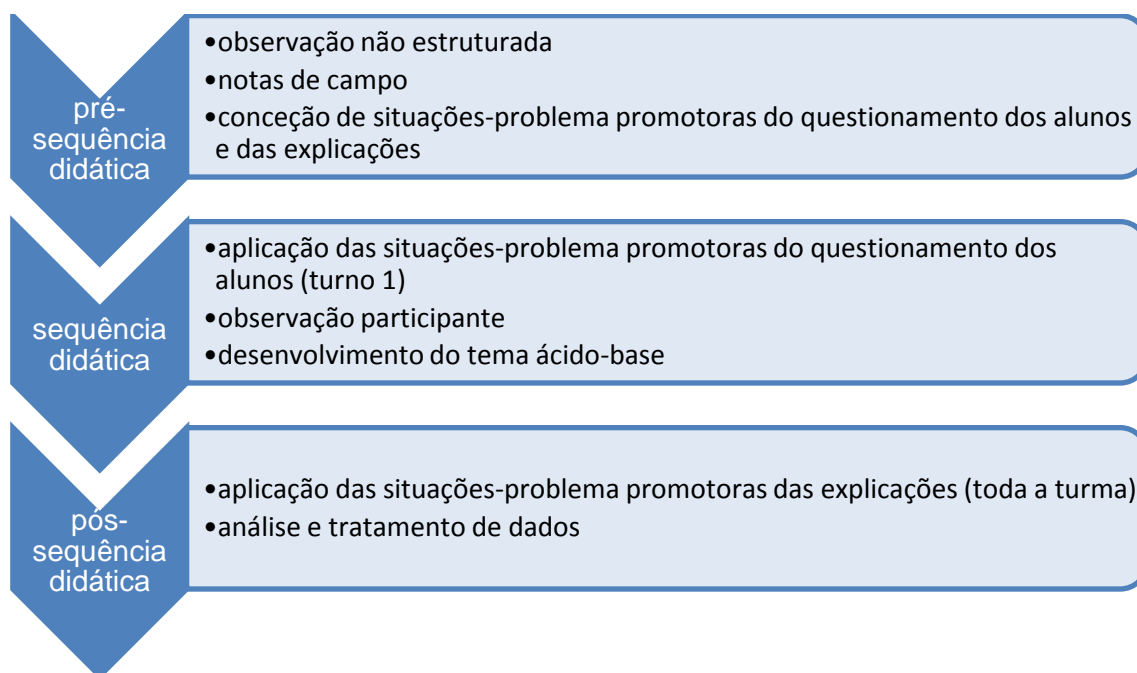 pré-
sequência
didática
•observação não estruturada
•notas de campo
•conceção de situações-problema promotoras do questionamento dos alunos
e das explicações
sequência
didática
•aplicação das situações-problema promotoras do questionamento dos
alunos (turno 1)
•observação participante
•desenvolvimento do tema ácido-base
pós-
sequência
didática
•aplicação das situações-problema promotoras das explicações (toda a turma)
•análise e tratamento de dados